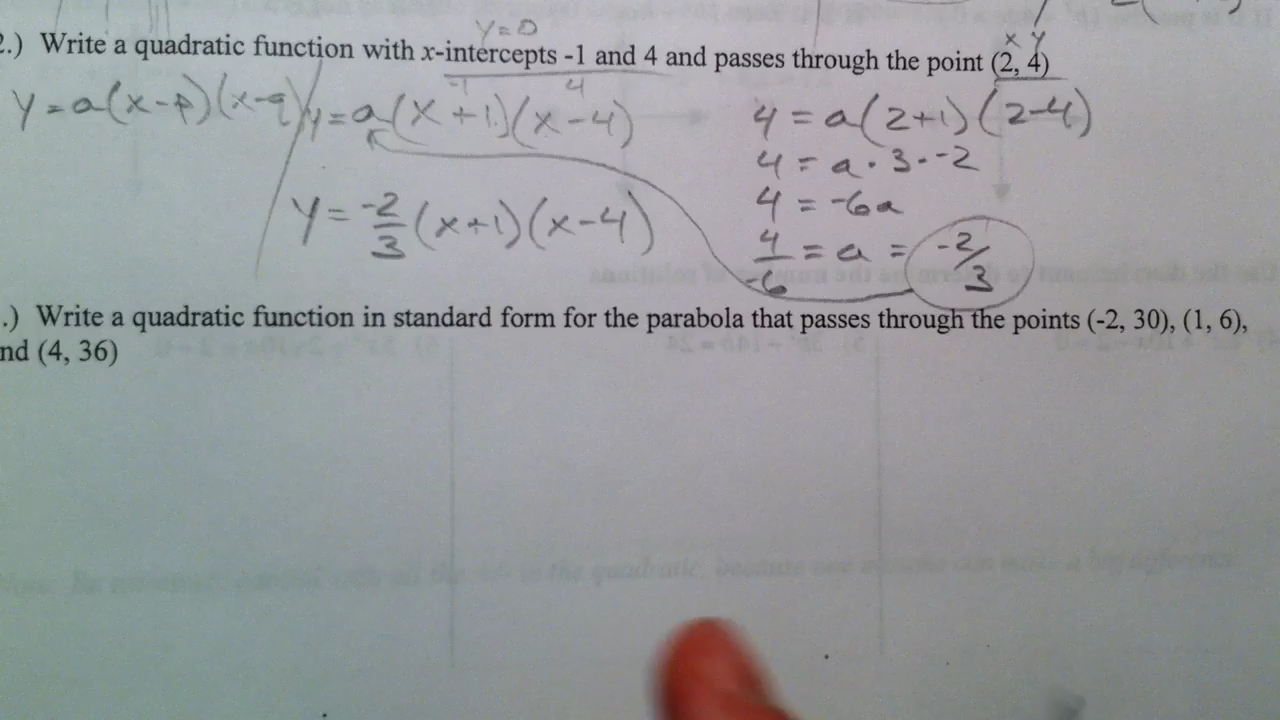 y=0
x y
2.) Write a quadratic function with x-intercepts -1 and 4 and passes through the point (2, 4)
-1 4
y = a(x-p)(x-q)
y = a(x+1)(x-4)
y = -2/3 (x+1)(x-4)
4 = a(2+1)(2-4)
4 = a · 3 · -2
4 = -6a
4/-6 = a = -2/3
.) Write a quadratic function in standard form for the parabola that passes through the points (-2, 30), (1, 6),
nd (4, 36)